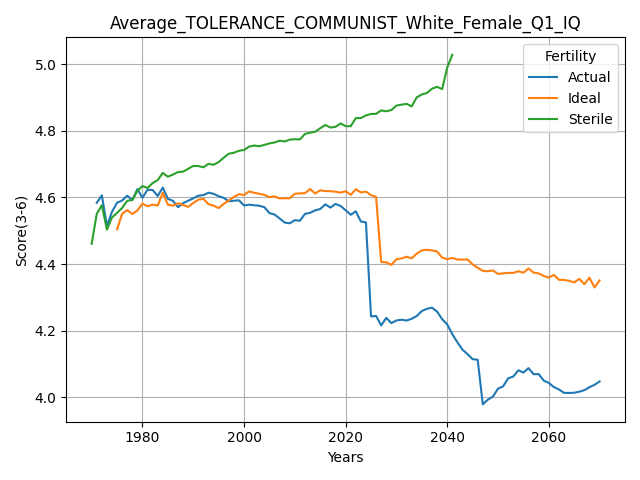 Average_TOLERANCE_COMMUNIST_White_Female_Q1_IQ
Fertility
Actual
Ideal
Sterile
Score(3-6)
5.0
4.8
4.6
4.4
4.2
4.0
1980 2000 2020 2040 2060
Years